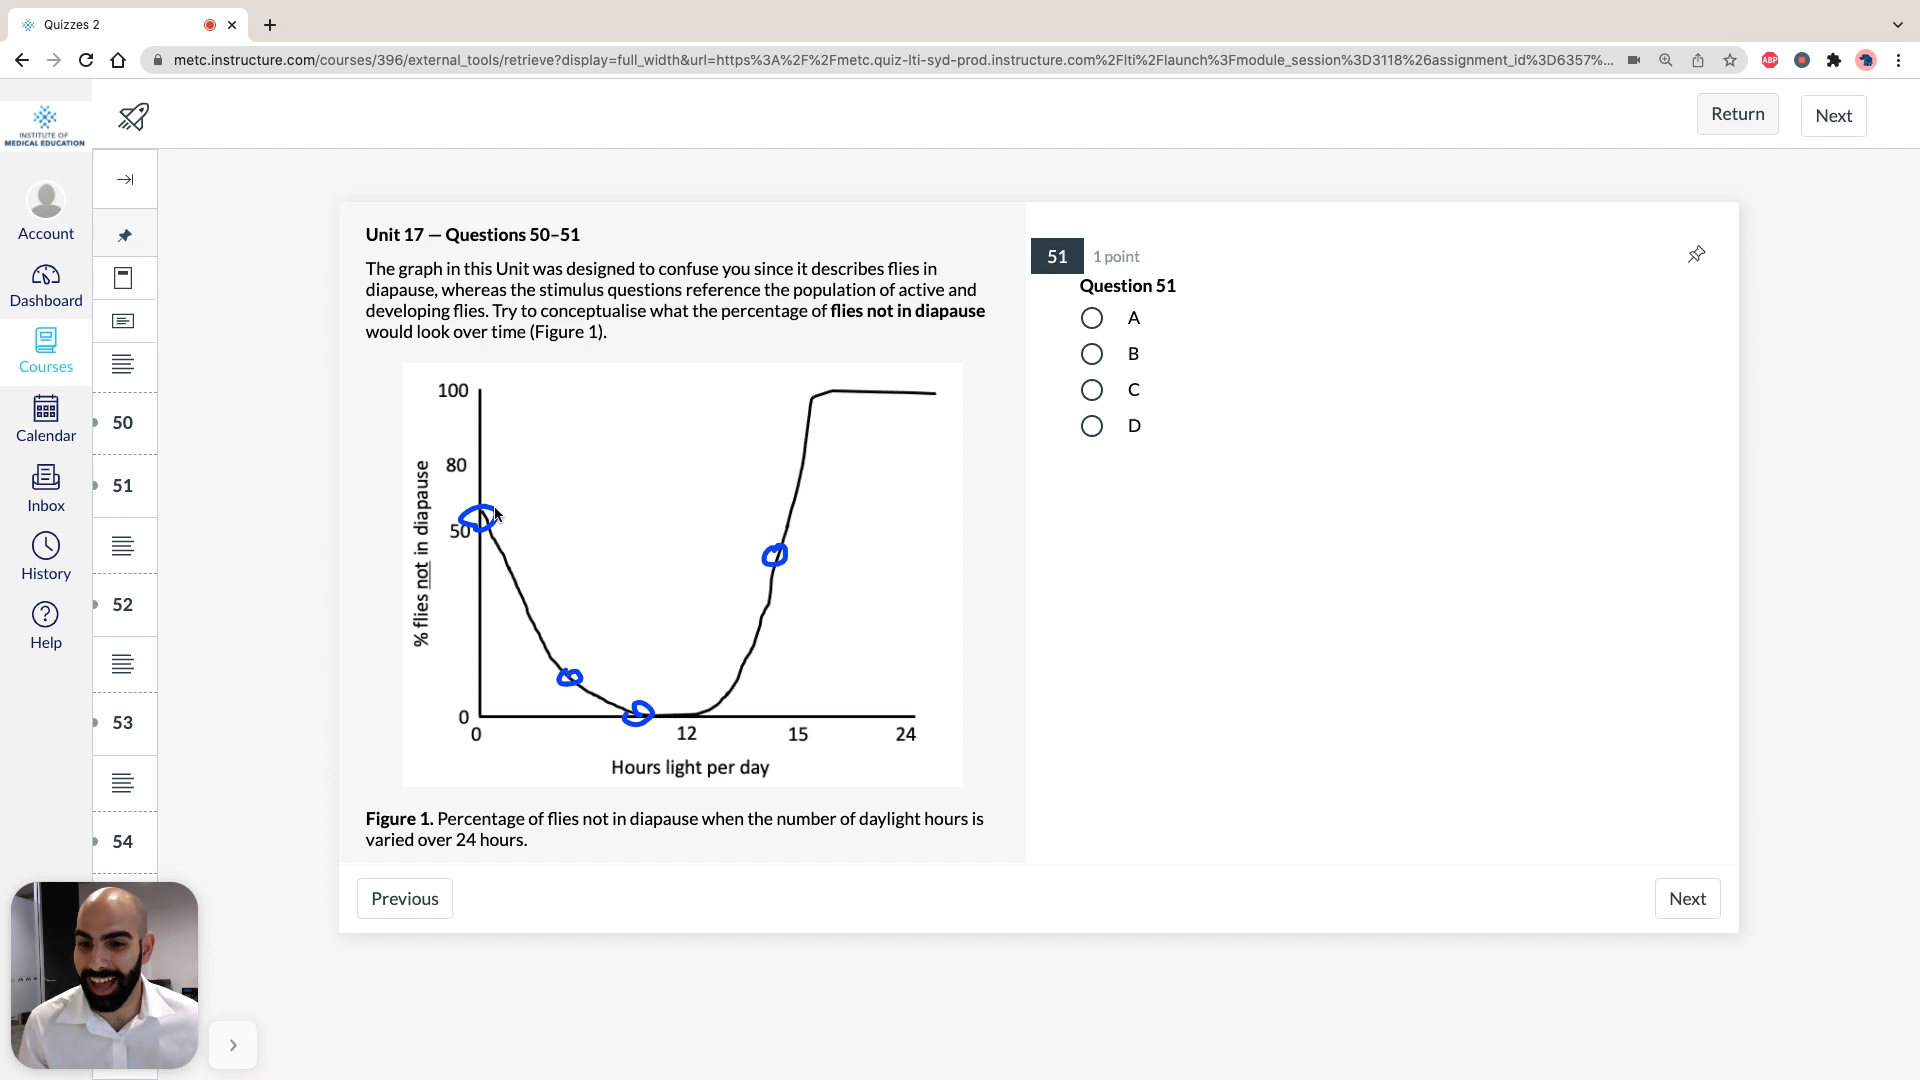 Quizzes 2
metc.instructure.com/courses/396/external_tools/retrieve?display=full_width&url=https%3A%2F%2Fmetc.quiz-lti-syd-prod.instructure.com%2Flti%2Flaunch%3Fmodule_session%3D3118%26assignment_id%3D6357%...
ABP
INSTITUTE OF
MEDICAL EDUCATION
Return
Next
Account
Dashboard
Courses
Calendar
Inbox
History
Help
50
51
52
53
54
Unit 17 — Questions 50–51
The graph in this Unit was designed to confuse you since it describes flies in
diapause, whereas the stimulus questions reference the population of active and
developing flies. Try to conceptualise what the percentage of flies not in diapause
would look over time (Figure 1).
100
80
50
0
% flies not in diapause
0
12
15
24
Hours light per day
Figure 1. Percentage of flies not in diapause when the number of daylight hours is
varied over 24 hours.
51
1 point
Question 51
A
B
C
D
Previous
Next